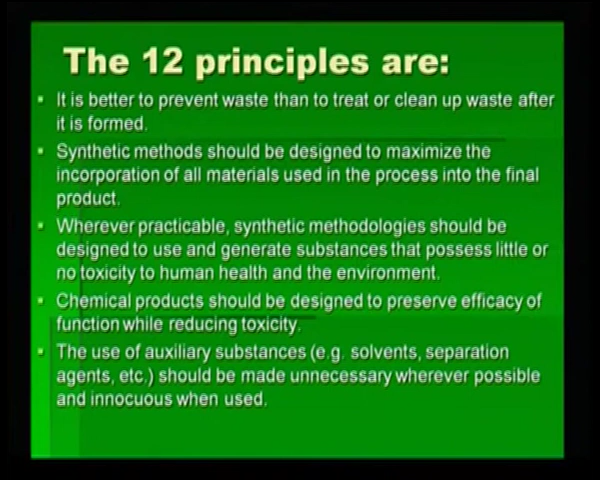 The 12 principles are:
It is better to prevent waste than to treat or clean up waste after
it is formed.
Synthetic methods should be designed to maximize the
incorporation of all materials used in the process into the final
product.
Wherever practicable, synthetic methodologies should be
designed to use and generate substances that possess little or
no toxicity to human health and the environment.
Chemical products should be designed to preserve efficacy of
function while reducing toxicity.
The use of auxiliary substances (e.g. solvents, separation
agents, etc.) should be made unnecessary wherever possible
and innocuous when used.